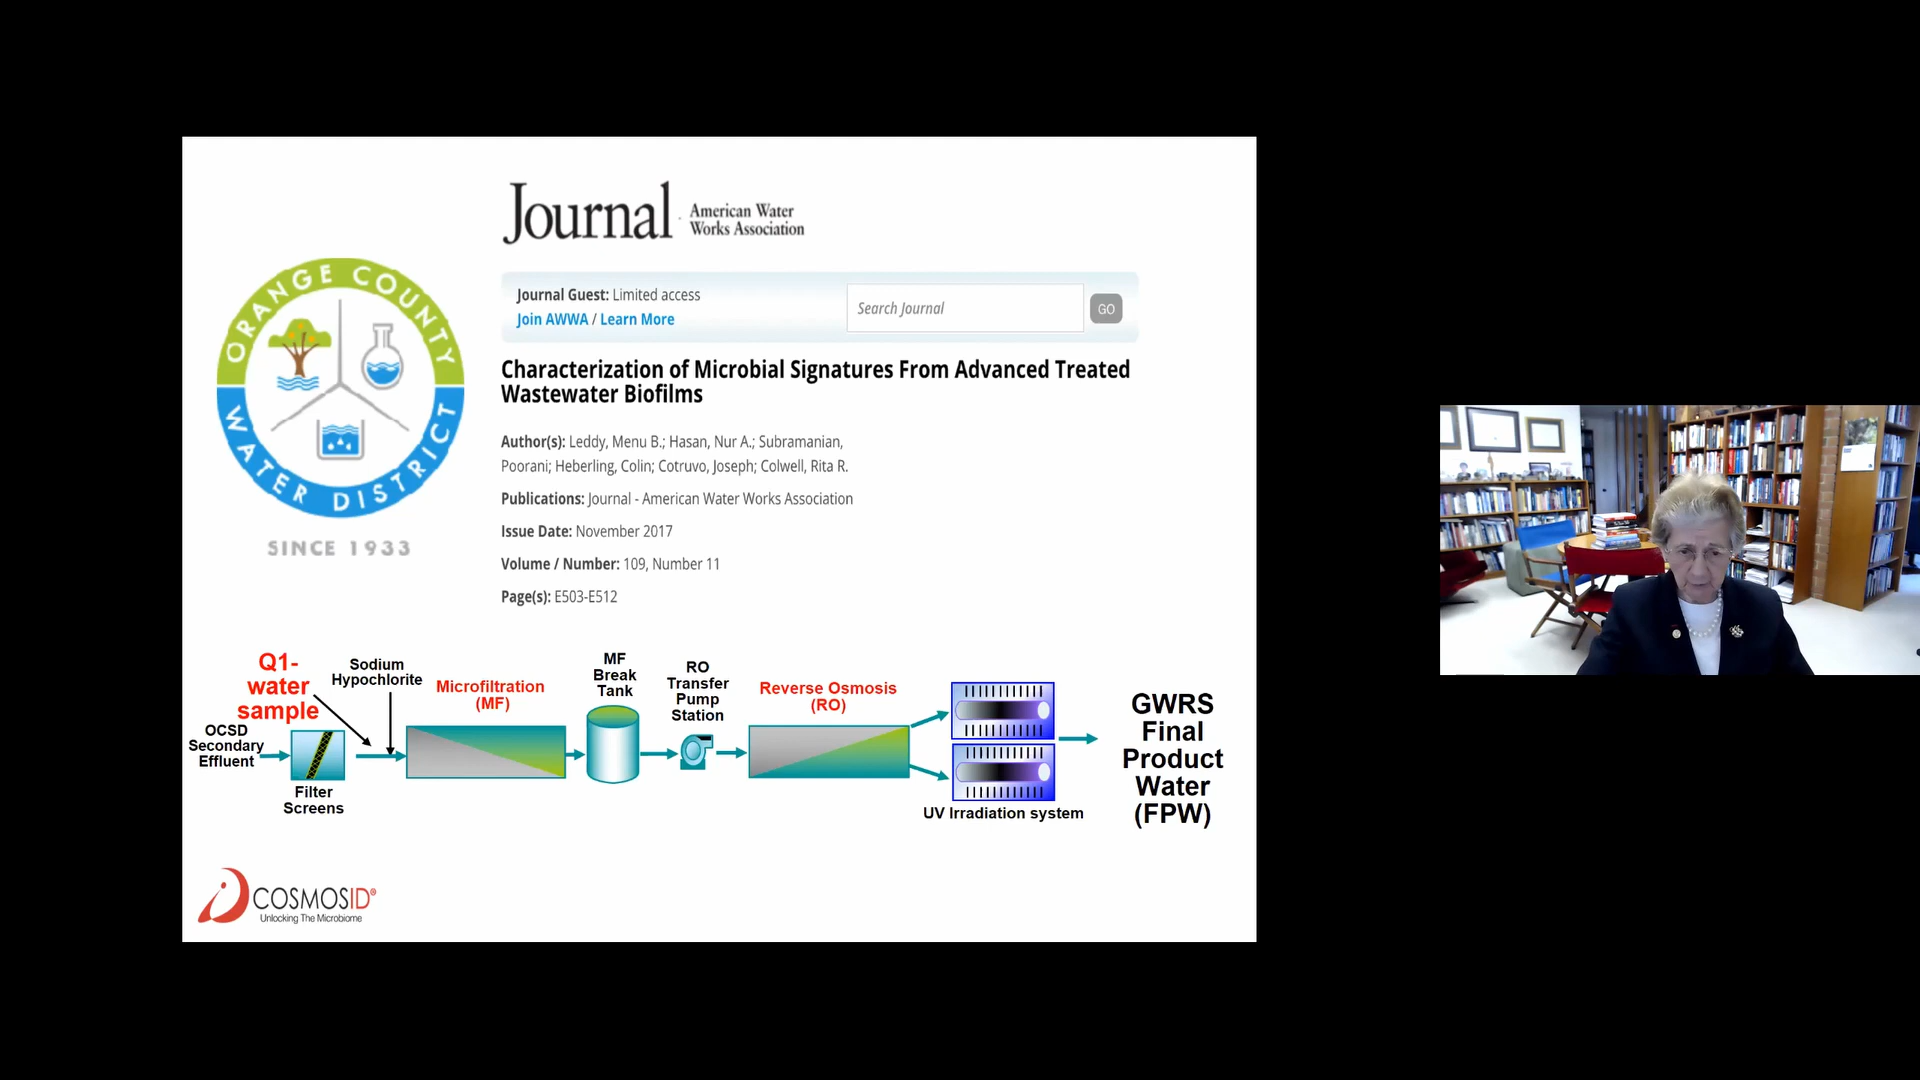 Journal
American Water
Works Association
ORANGE COUNTY
WATER DISTRICT
SINCE 1933
Journal Guest: Limited access
Join AWWA / Learn More
Search Journal
GO
Characterization of Microbial Signatures From Advanced Treated
Wastewater Biofilms
Author(s): Leddy, Menu B.; Hasan, Nur A.; Subramanian,
Poorani; Heberling, Colin; Cotruvo, Joseph; Colwell, Rita R.
Publications: Journal - American Water Works Association
Issue Date: November 2017
Volume / Number: 109, Number 11
Page(s): E503-E512
Q1-
water
sample
Sodium
Hypochlorite
Microfiltration
(MF)
MF
Break
Tank
RO
Transfer
Pump
Station
Reverse Osmosis
(RO)
OCSD
Secondary
Effluent
Filter
Screens
UV Irradiation system
GWRS
Final
Product
Water
(FPW)
COSMOSID®
Unlocking The Microbiome